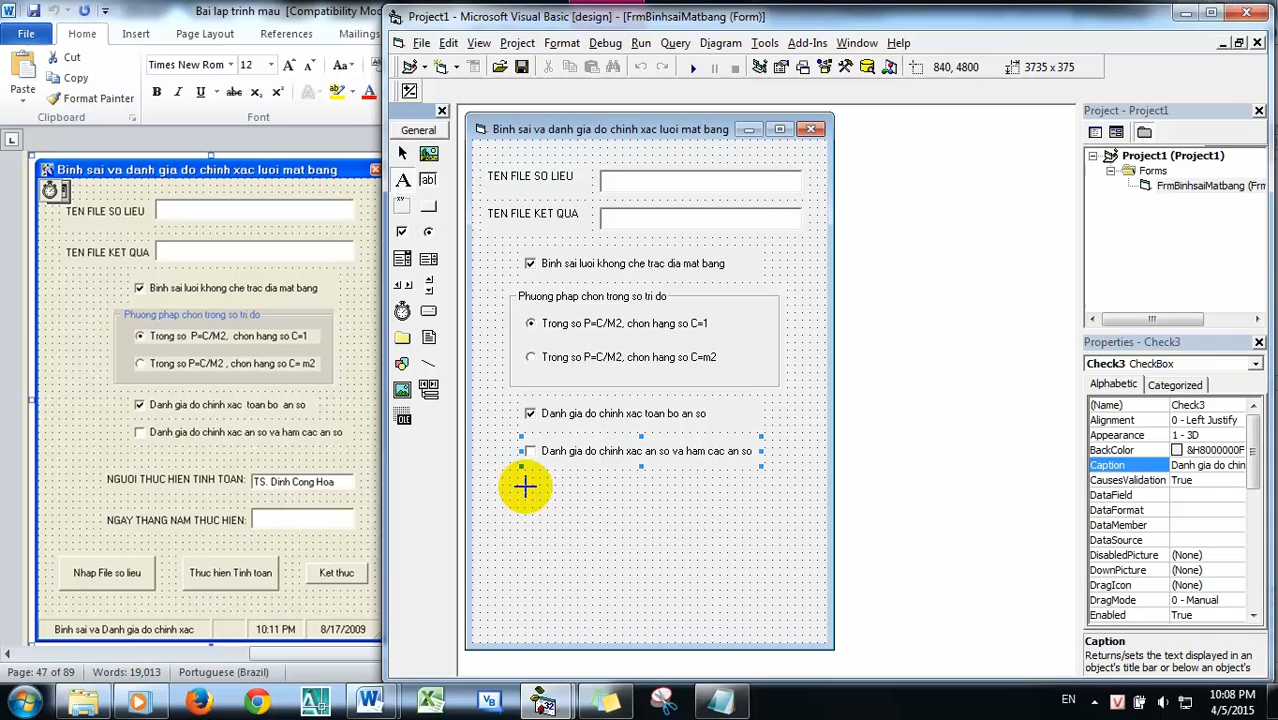 Bai lap trinh mau [Compatibility Mod
File Home Insert Page Layout References Mailings
Paste
Cut
Copy
Format Painter
Clipboard
Times New Rom 12 Aa
B I U abc x₂ x² A ab A
Font
Binh sai va danh gia do chinh xac luoi mat bang
TEN FILE SO LIEU
TEN FILE KET QUA
Binh sai luoi khong che trac dia mat bang
Phuong phap chon trong so tri do
Trong so P=C/M2, chon hang so C=1
Trong so P=C/M2 , chon hang so C= m2
Danh gia do chinh xac toan bo an so
Danh gia do chinh xac an so va ham cac an so
NGUOI THUC HIEN TINH TOAN: TS. Dinh Cong Hoa
NGAY THANG NAM THUC HIEN:
Nhap File so lieu Thuc hien Tinh toan Ket thuc
Binh sai va Danh gia do chinh xac 10:11 PM 8/17/2009
Page: 47 of 89 Words: 19,013 Portuguese (Brazil)
Project1 - Microsoft Visual Basic [design] - [FrmBinhsaiMatbang (Form)]
File Edit View Project Format Debug Run Query Diagram Tools Add-Ins Window Help
840, 4800 3735 x 375
General
A ab|
xy
OLE
Binh sai va danh gia do chinh xac luoi mat bang
TEN FILE SO LIEU
TEN FILE KET QUA
Binh sai luoi khong che trac dia mat bang
Phuong phap chon trong so tri do
Trong so P=C/M2, chon hang so C=1
Trong so P=C/M2, chon hang so C=m2
Danh gia do chinh xac toan bo an so
Danh gia do chinh xac an so va ham cac an so
Project - Project1
Project1 (Project1)
Forms
FrmBinhsaiMatbang (Frm
Properties - Check3
Check3 CheckBox
Alphabetic Categorized
(Name) Check3
Alignment 0 - Left Justify
Appearance 1 - 3D
BackColor &H8000000F
Caption Danh gia do chin
CausesValidation True
DataField
DataFormat
DataMember
DataSource
DisabledPicture (None)
DownPicture (None)
DragIcon (None)
DragMode 0 - Manual
Enabled True
Caption
Returns/sets the text displayed in
an object's title bar or below an object's
EN V 10:08 PM
4/5/2015